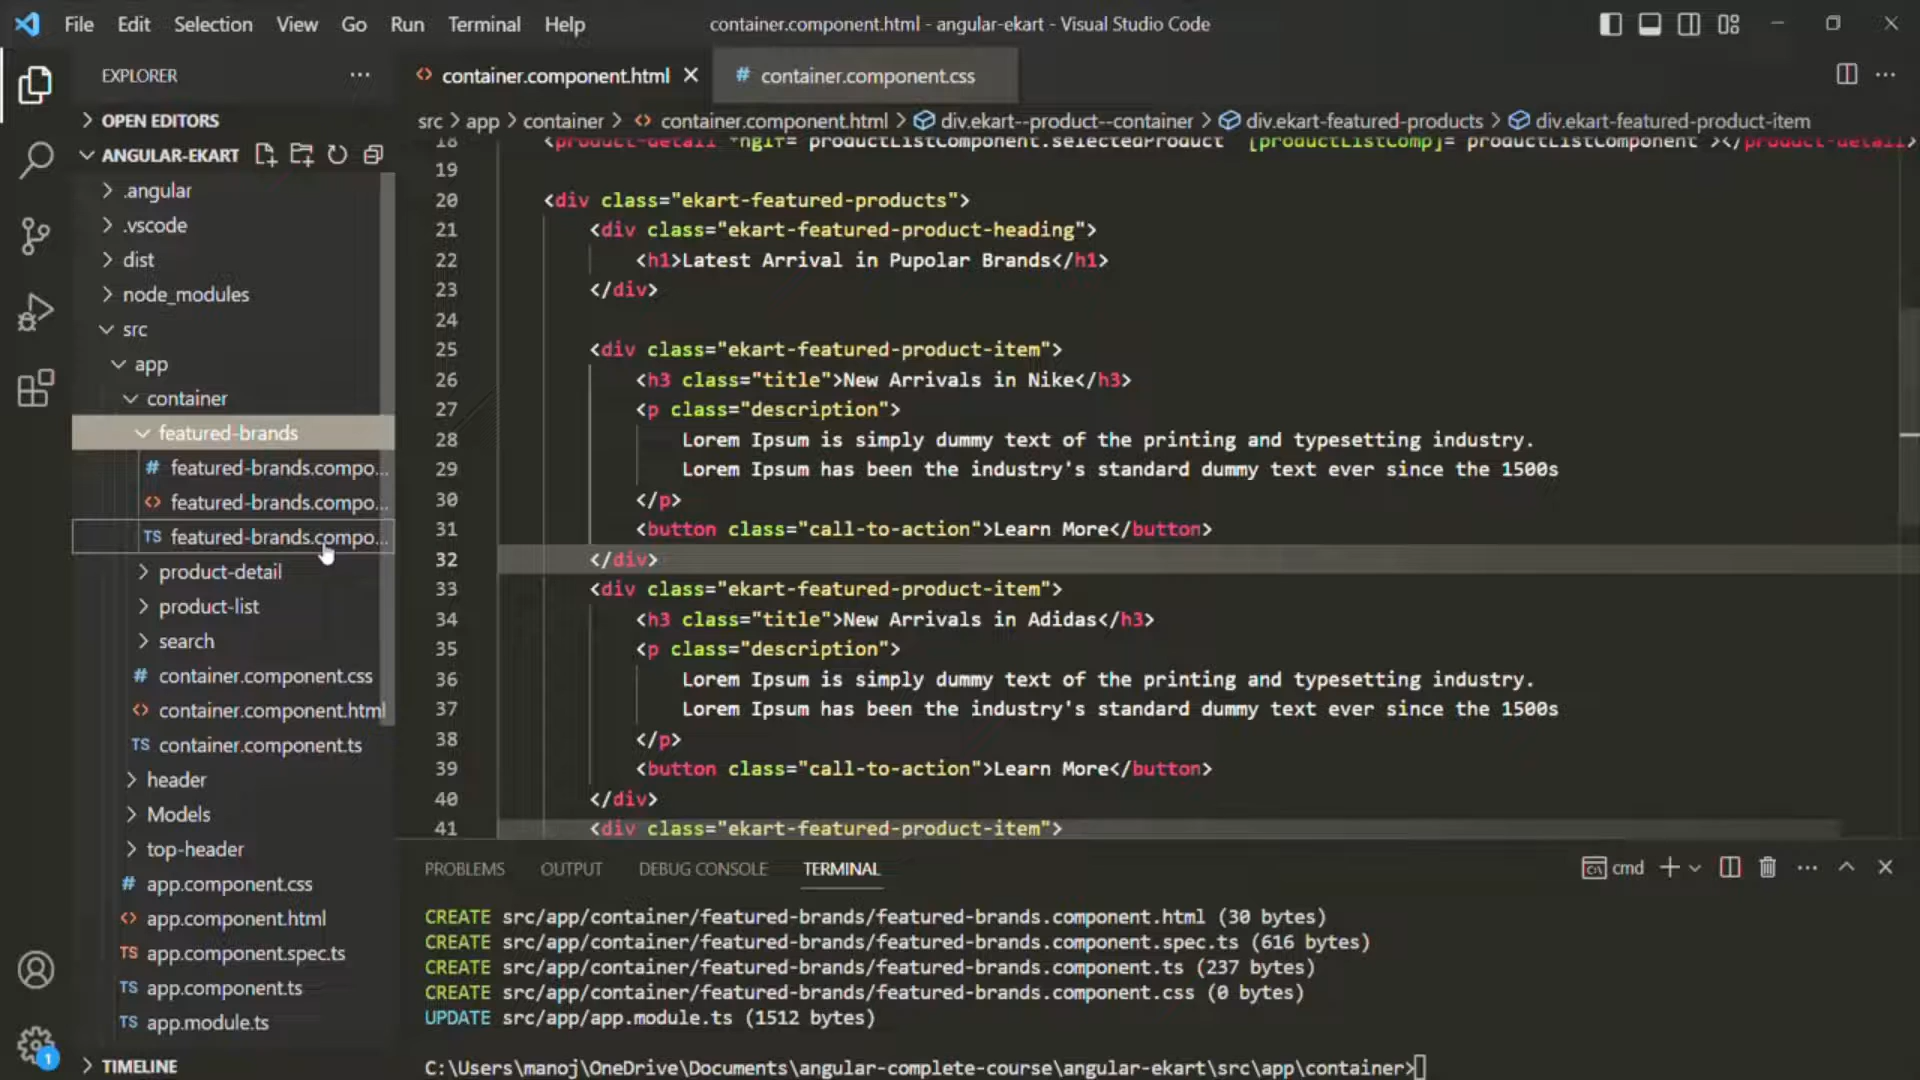 File Edit Selection View Go Run Terminal Help
container.component.html - angular-ekart - Visual Studio Code
EXPLORER
container.component.html
# container.component.css
OPEN EDITORS
src > app > container > container.component.html > div.ekart--product--container > div.ekart-featured-products > div.ekart-featured-product-item
ANGULAR-EKART
.angular
.vscode
dist
node_modules
src
app
container
featured-brands
# featured-brands.compo...
<> featured-brands.compo...
TS featured-brands.compo...
product-detail
product-list
search
# container.component.css
<> container.component.html
TS container.component.ts
header
Models
top-header
# app.component.css
<> app.component.html
TS app.component.spec.ts
TS app.component.ts
TS app.module.ts
TIMELINE
1
18 <product-detail *ngIf="productListComponent.selectedProduct" [productListComp]="productListComponent"></product-detail>
19
20 <div class="ekart-featured-products">
21 <div class="ekart-featured-product-heading">
22 <h1>Latest Arrival in Pupolar Brands</h1>
23 </div>
24
25 <div class="ekart-featured-product-item">
26 <h3 class="title">New Arrivals in Nike</h3>
27 <p class="description">
28 Lorem Ipsum is simply dummy text of the printing and typesetting industry.
29 Lorem Ipsum has been the industry's standard dummy text ever since the 1500s
30 </p>
31 <button class="call-to-action">Learn More</button>
32 </div>
33 <div class="ekart-featured-product-item">
34 <h3 class="title">New Arrivals in Adidas</h3>
35 <p class="description">
36 Lorem Ipsum is simply dummy text of the printing and typesetting industry.
37 Lorem Ipsum has been the industry's standard dummy text ever since the 1500s
38 </p>
39 <button class="call-to-action">Learn More</button>
40 </div>
41 <div class="ekart-featured-product-item">
PROBLEMS OUTPUT DEBUG CONSOLE TERMINAL
cmd
CREATE src/app/container/featured-brands/featured-brands.component.html (30 bytes)
CREATE src/app/container/featured-brands/featured-brands.component.spec.ts (616 bytes)
CREATE src/app/container/featured-brands/featured-brands.component.ts (237 bytes)
CREATE src/app/container/featured-brands/featured-brands.component.css (0 bytes)
UPDATE src/app/app.module.ts (1512 bytes)
C:\Users\manoj\OneDrive\Documents\angular-complete-course\angular-ekart\src\app\container>